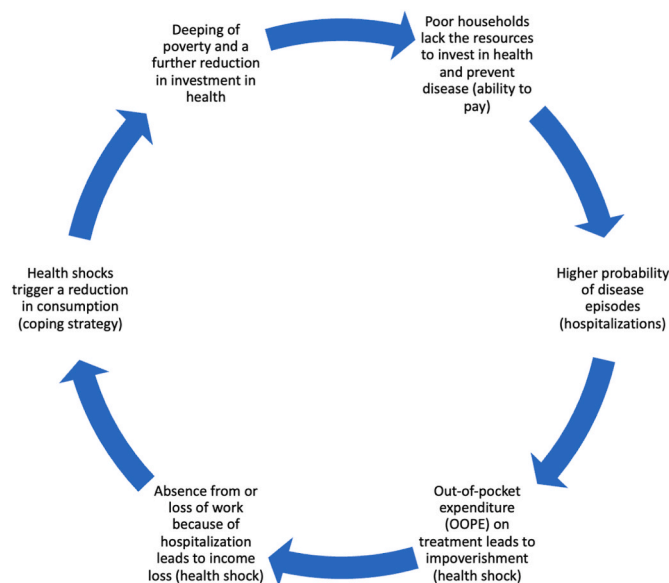 Deeping of
poverty and a
further reduction
in investment in
health
Poor households
lack the resources
to invest in health
and prevent
disease (ability to
pay)
Higher probability
of disease
episodes
(hospitalizations)
Out-of-pocket
expenditure
(OOPE) on
treatment leads to
impoverishment
(health shock)
Absence from or
loss of work
because of
hospitalization
leads to income
loss (health shock)
Health shocks
trigger a reduction
in consumption
(coping strategy)